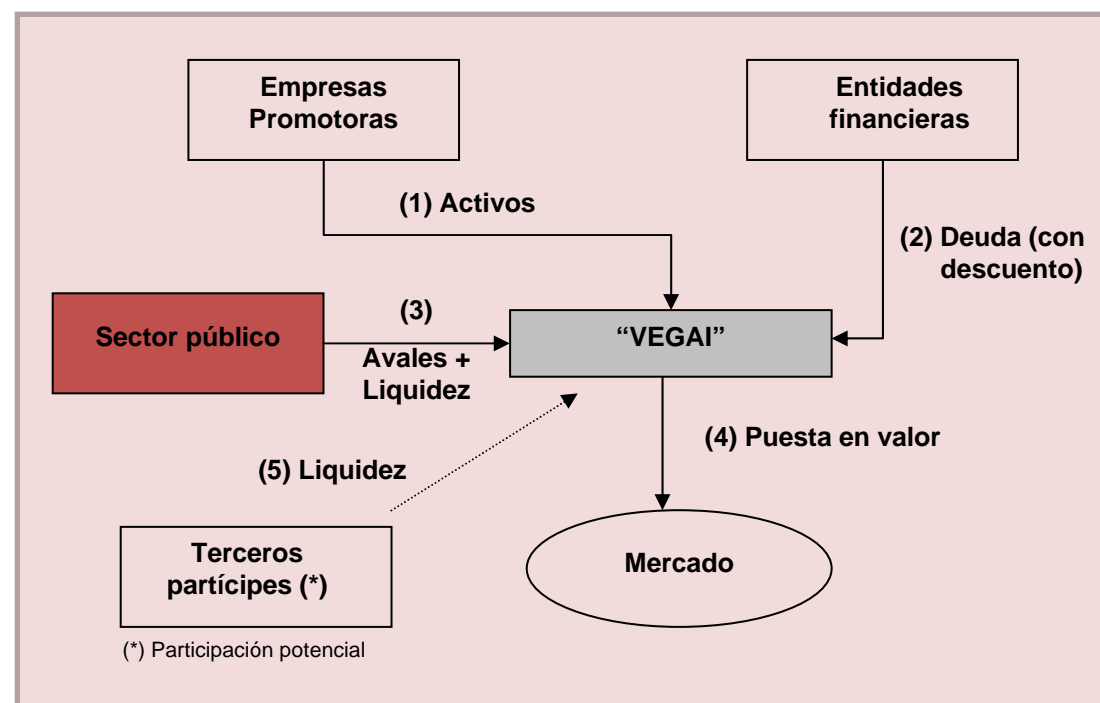 Empresas
Promotoras
Entidades
financieras
(1) Activos
(2) Deuda (con
descuento)
Sector público
(3)
Avales +
Liquidez
“VEGAI”
(4) Puesta en valor
(5) Liquidez
Terceros
partícipes (*)
Mercado
(*) Participación potencial